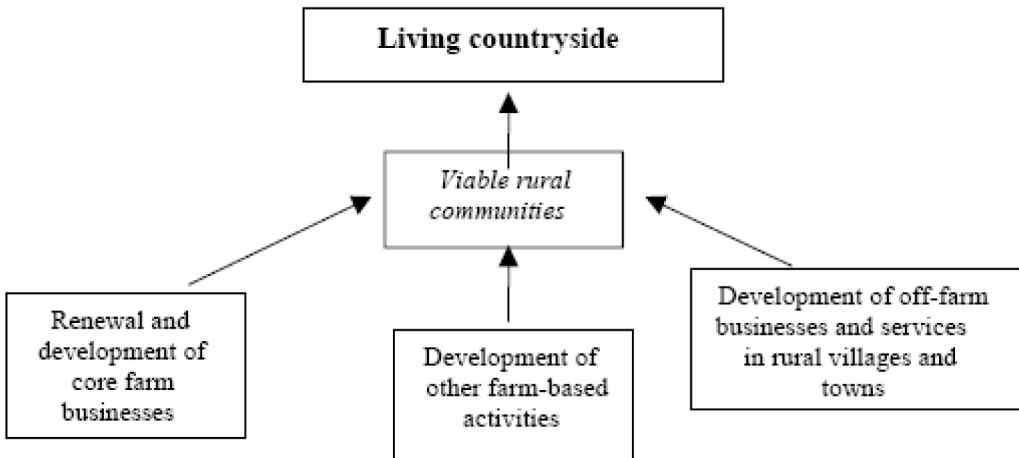 Living countryside
Viable rural
communities
Renewal and
development of
core farm
businesses
Development of
other farm-based
activities
Development of off-farm
businesses and services
in rural villages and
towns